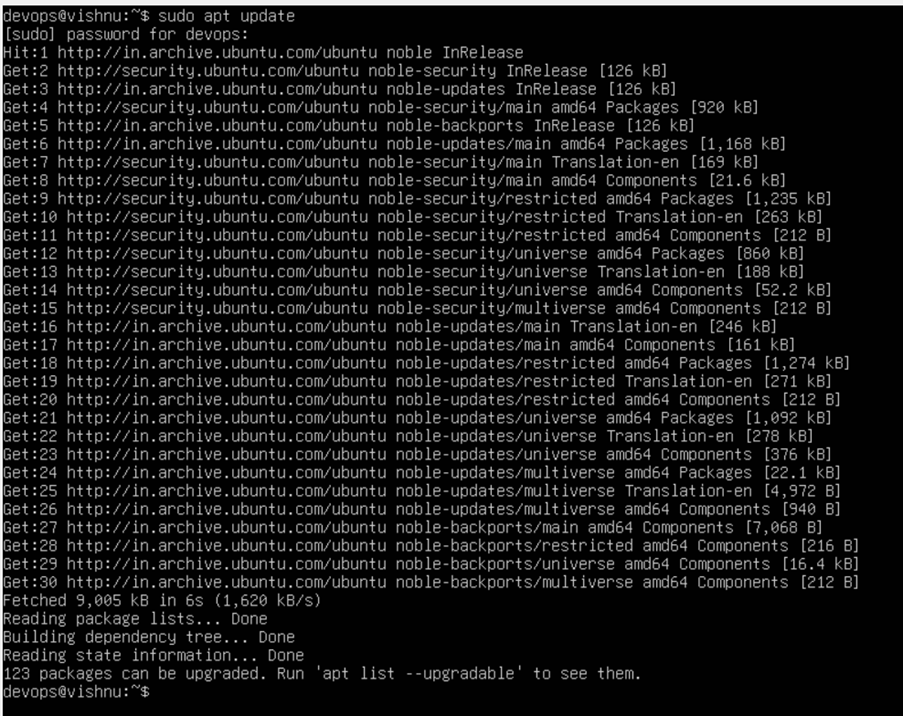 devops@vishnu:~$ sudo apt update
[sudo] password for devops:
Hit:1 http://in.archive.ubuntu.com/ubuntu noble InRelease
Get:2 http://security.ubuntu.com/ubuntu noble-security InRelease [126 kB]
Get:3 http://in.archive.ubuntu.com/ubuntu noble-updates InRelease [126 kB]
Get:4 http://security.ubuntu.com/ubuntu noble-security/main amd64 Packages [920 kB]
Get:5 http://in.archive.ubuntu.com/ubuntu noble-backports InRelease [126 kB]
Get:6 http://in.archive.ubuntu.com/ubuntu noble-updates/main amd64 Packages [1,168 kB]
Get:7 http://security.ubuntu.com/ubuntu noble-security/main Translation-en [169 kB]
Get:8 http://security.ubuntu.com/ubuntu noble-security/main amd64 Components [21.6 kB]
Get:9 http://security.ubuntu.com/ubuntu noble-security/restricted amd64 Packages [1,235 kB]
Get:10 http://security.ubuntu.com/ubuntu noble-security/restricted Translation-en [263 kB]
Get:11 http://security.ubuntu.com/ubuntu noble-security/restricted amd64 Components [212 B]
Get:12 http://security.ubuntu.com/ubuntu noble-security/universe amd64 Packages [860 kB]
Get:13 http://security.ubuntu.com/ubuntu noble-security/universe Translation-en [188 kB]
Get:14 http://security.ubuntu.com/ubuntu noble-security/universe amd64 Components [52.2 kB]
Get:15 http://security.ubuntu.com/ubuntu noble-security/multiverse amd64 Components [212 B]
Get:16 http://in.archive.ubuntu.com/ubuntu noble-updates/main Translation-en [246 kB]
Get:17 http://in.archive.ubuntu.com/ubuntu noble-updates/main amd64 Components [161 kB]
Get:18 http://in.archive.ubuntu.com/ubuntu noble-updates/restricted amd64 Packages [1,274 kB]
Get:19 http://in.archive.ubuntu.com/ubuntu noble-updates/restricted Translation-en [271 kB]
Get:20 http://in.archive.ubuntu.com/ubuntu noble-updates/restricted amd64 Components [212 B]
Get:21 http://in.archive.ubuntu.com/ubuntu noble-updates/universe amd64 Packages [1,092 kB]
Get:22 http://in.archive.ubuntu.com/ubuntu noble-updates/universe Translation-en [278 kB]
Get:23 http://in.archive.ubuntu.com/ubuntu noble-updates/universe amd64 Components [376 kB]
Get:24 http://in.archive.ubuntu.com/ubuntu noble-updates/multiverse amd64 Packages [22.1 kB]
Get:25 http://in.archive.ubuntu.com/ubuntu noble-updates/multiverse Translation-en [4,972 B]
Get:26 http://in.archive.ubuntu.com/ubuntu noble-updates/multiverse amd64 Components [940 B]
Get:27 http://in.archive.ubuntu.com/ubuntu noble-backports/main amd64 Components [7,068 B]
Get:28 http://in.archive.ubuntu.com/ubuntu noble-backports/restricted amd64 Components [216 B]
Get:29 http://in.archive.ubuntu.com/ubuntu noble-backports/universe amd64 Components [16.4 kB]
Get:30 http://in.archive.ubuntu.com/ubuntu noble-backports/multiverse amd64 Components [212 B]
Fetched 9,005 kB in 6s (1,620 kB/s)
Reading package lists... Done
Building dependency tree... Done
Reading state information... Done
123 packages can be upgraded. Run 'apt list --upgradable' to see them.
devops@vishnu:~$